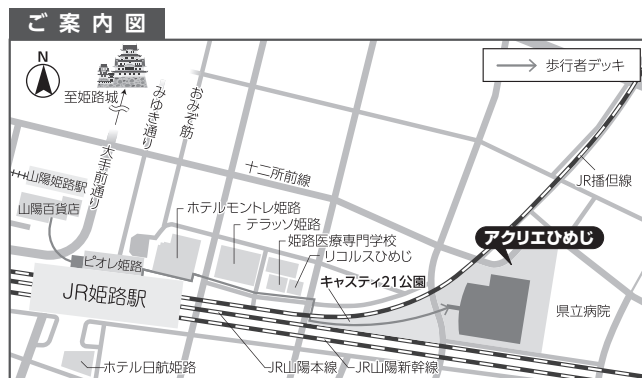 ご案内図
N
歩行者デッキ
至姫路城
みゆき通り
おみぞ筋
大手前通り
十二所前線
JR播但線
山陽姫路駅
山陽百貨店
ホテルモントレ姫路
テラッソ姫路
姫路医療専門学校
リコルスひめじ
アクリエひめじ
ピオレ姫路
キャスティ21公園
JR姫路駅
県立病院
ホテル日航姫路
JR山陽本線
JR山陽新幹線